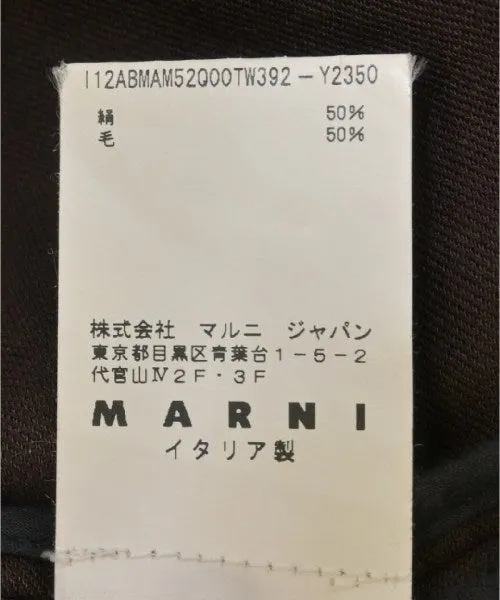 I12ABMAM52Q00TW392-Y2350
絹 50%
毛 50%
株式会社 マルニ ジャパン
東京都目黒区青葉台1-5-2
代官山Ⅳ2F・3F
MARNI
イタリア製